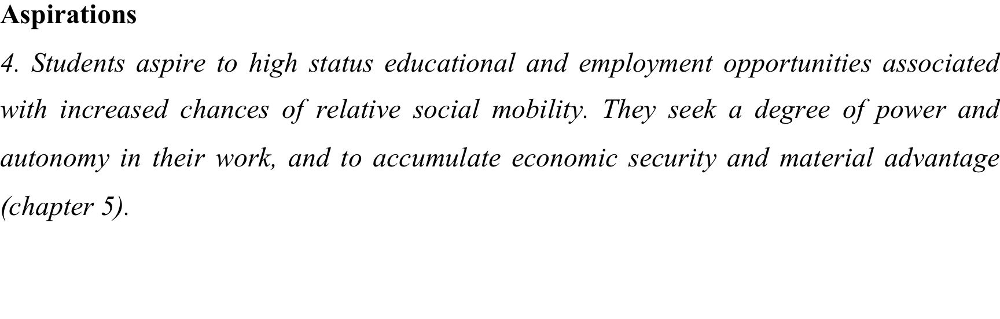 Aspirations
4. Students aspire to high status educational and employment opportunities associated
with increased chances of relative social mobility. They seek a degree of power and
autonomy in their work, and to accumulate economic security and material advantage
(chapter 5).